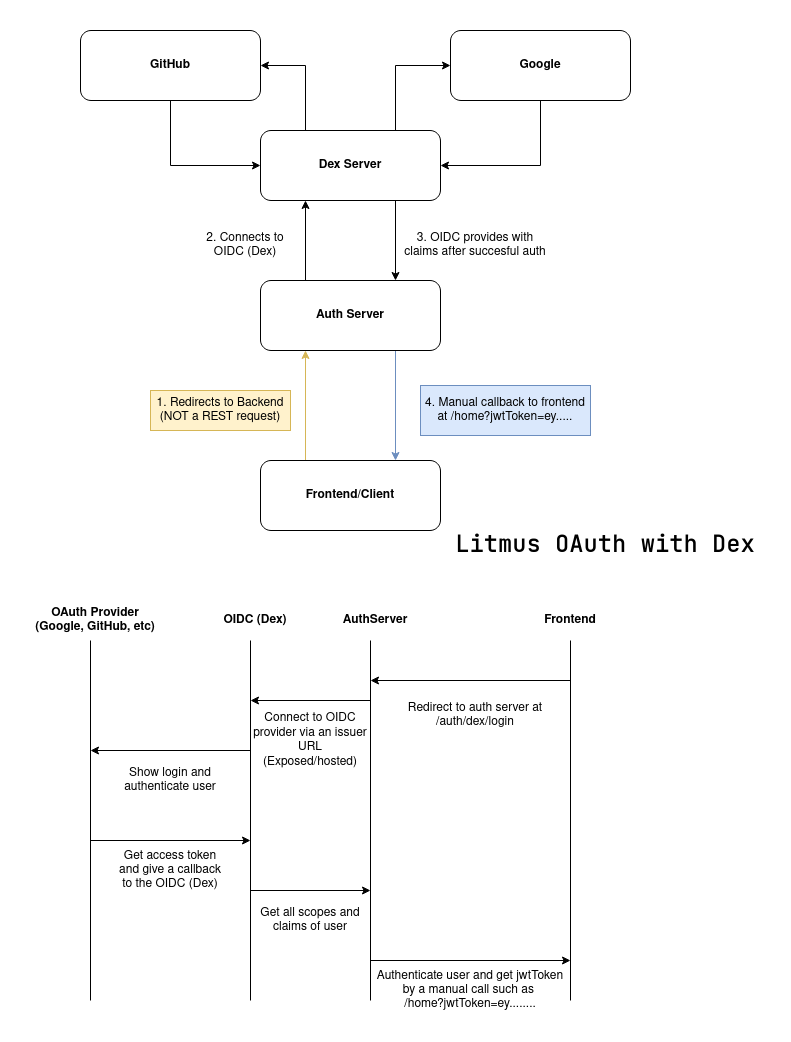 GitHub
Google
Dex Server
2. Connects to
OIDC (Dex)
3. OIDC provides with
claims after succesful auth
Auth Server
1. Redirects to Backend
(NOT a REST request)
4. Manual callback to frontend
at /home?jwtToken=ey.....
Frontend/Client
Litmus OAuth with Dex
OAuth Provider
(Google, GitHub, etc)
OIDC (Dex)
AuthServer
Frontend
Redirect to auth server at
/auth/dex/login
Connect to OIDC
provider via an issuer
URL
(Exposed/hosted)
Show login and
authenticate user
Get access token
and give a callback
to the OIDC (Dex)
Get all scopes and
claims of user
Authenticate user and get jwtToken
by a manual call such as
/home?jwtToken=ey........